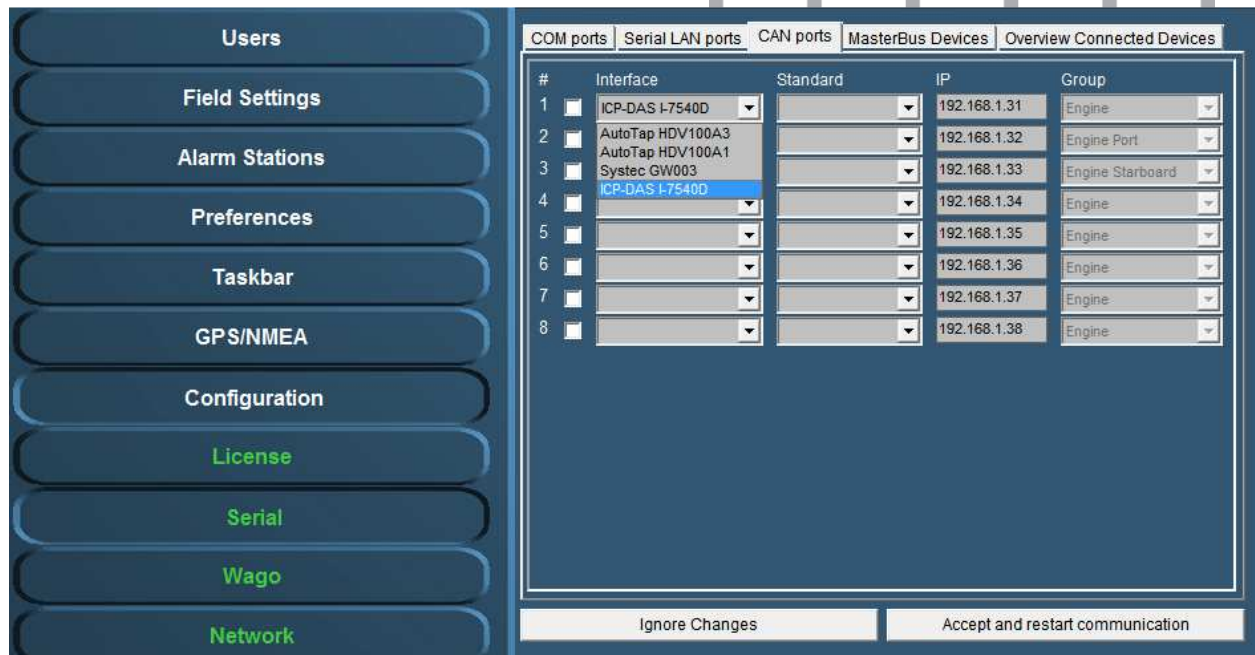 Users
Field Settings
Alarm Stations
Preferences
Taskbar
GPS/NMEA
Configuration
License
Serial
Wago
Network
COM ports Serial LAN ports CAN ports MasterBus Devices Overview Connected Devices
# Interface Standard IP Group
1 ICP-DAS I-7540D 192.168.1.31 Engine
AutoTap HDV100A3
AutoTap HDV100A1
Systec GW003
ICP-DAS I-7540D
2 192.168.1.32 Engine Port
3 192.168.1.33 Engine Starboard
4 192.168.1.34 Engine
5 192.168.1.35 Engine
6 192.168.1.36 Engine
7 192.168.1.37 Engine
8 192.168.1.38 Engine
Ignore Changes Accept and restart communication